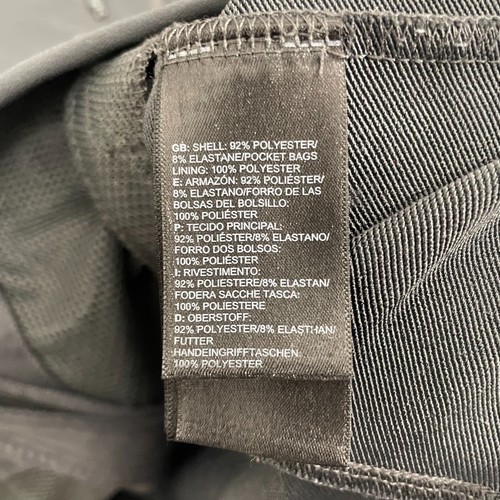 GB: SHELL: 92% POLYESTER/
8% ELASTANE/POCKET BAGS
LINING: 100% POLYESTER
E: ARMAZÓN: 92% POLIÉSTER/
8% ELASTANO/FORRO DE LAS
BOLSAS DEL BOLSILLO:
100% POLIÉSTER
P: TECIDO PRINCIPAL:
92% POLIÉSTER/8% ELASTANO/
FORRO DOS BOLSOS:
100% POLIÉSTER
I: RIVESTIMENTO:
92% POLIESTERE/8% ELASTAN/
FODERA SACCHE TASCA:
100% POLIESTERE
D: OBERSTOFF:
92% POLYESTER/8% ELASTHAN/
FUTTER
HANDEINGRIFFTASCHEN:
100% POLYESTER